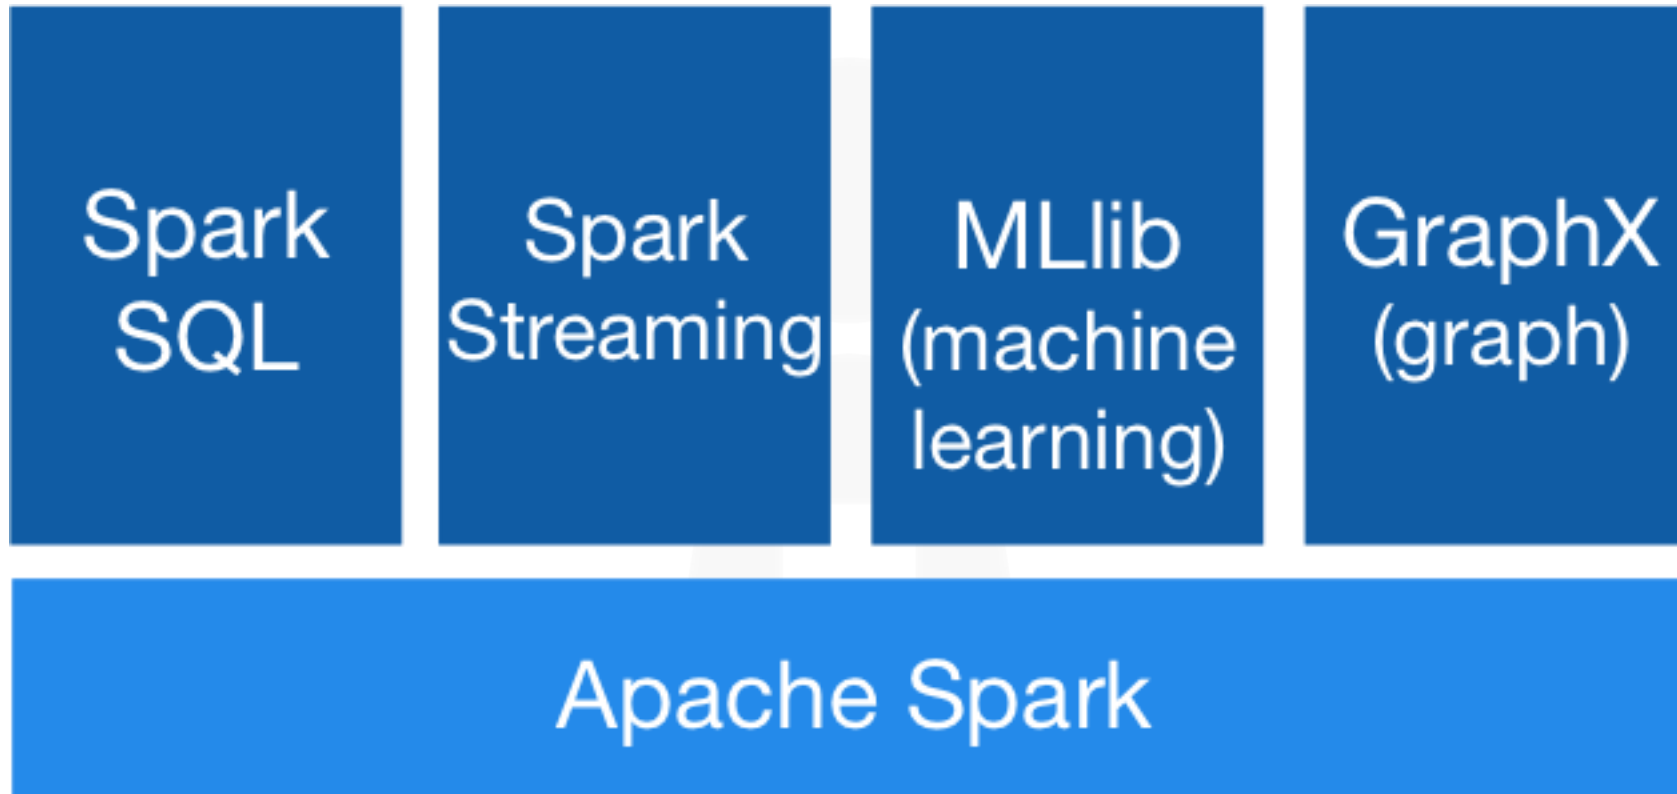 Spark
SQL
Spark
Streaming
MLlib
(machine
learning)
GraphX
(graph)
Apache Spark